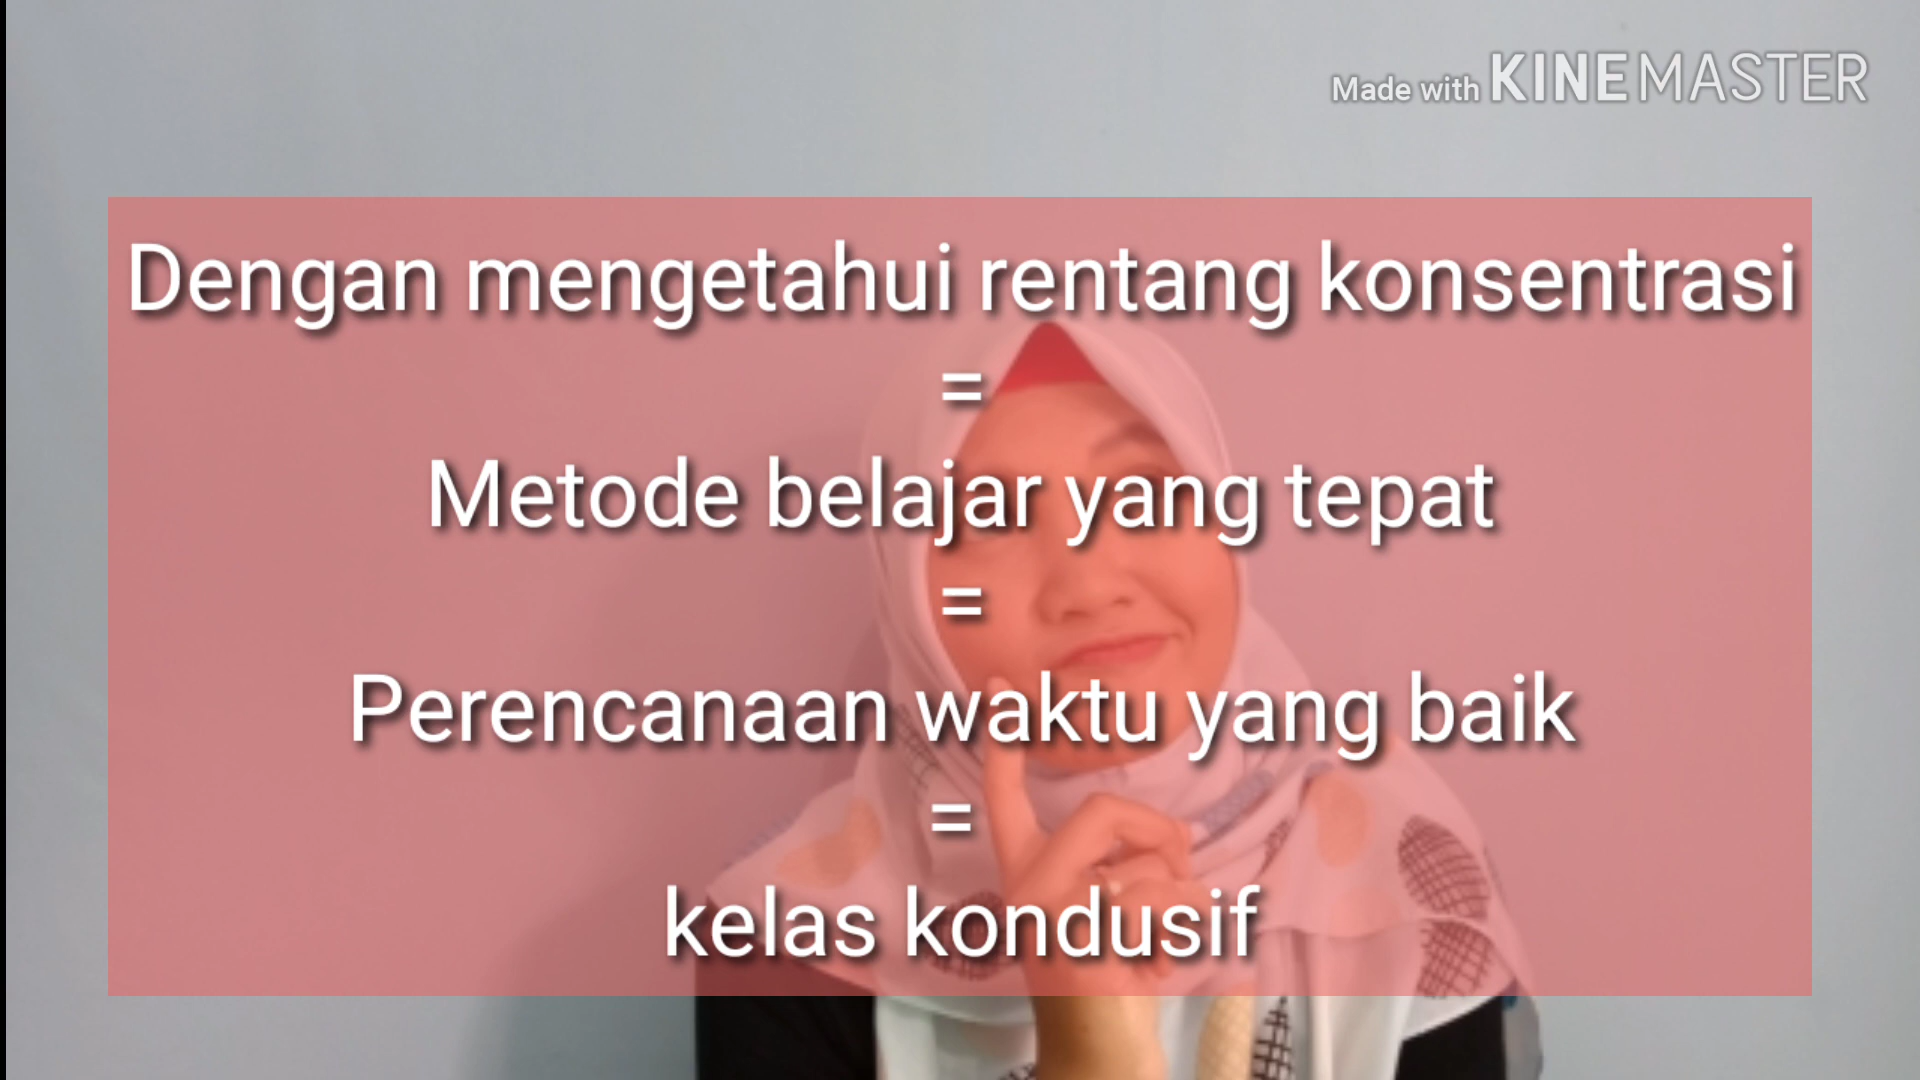 Made with KINEMASTER
Dengan mengetahui rentang konsentrasi
=
Metode belajar yang tepat
=
Perencanaan waktu yang baik
=
kelas kondusif